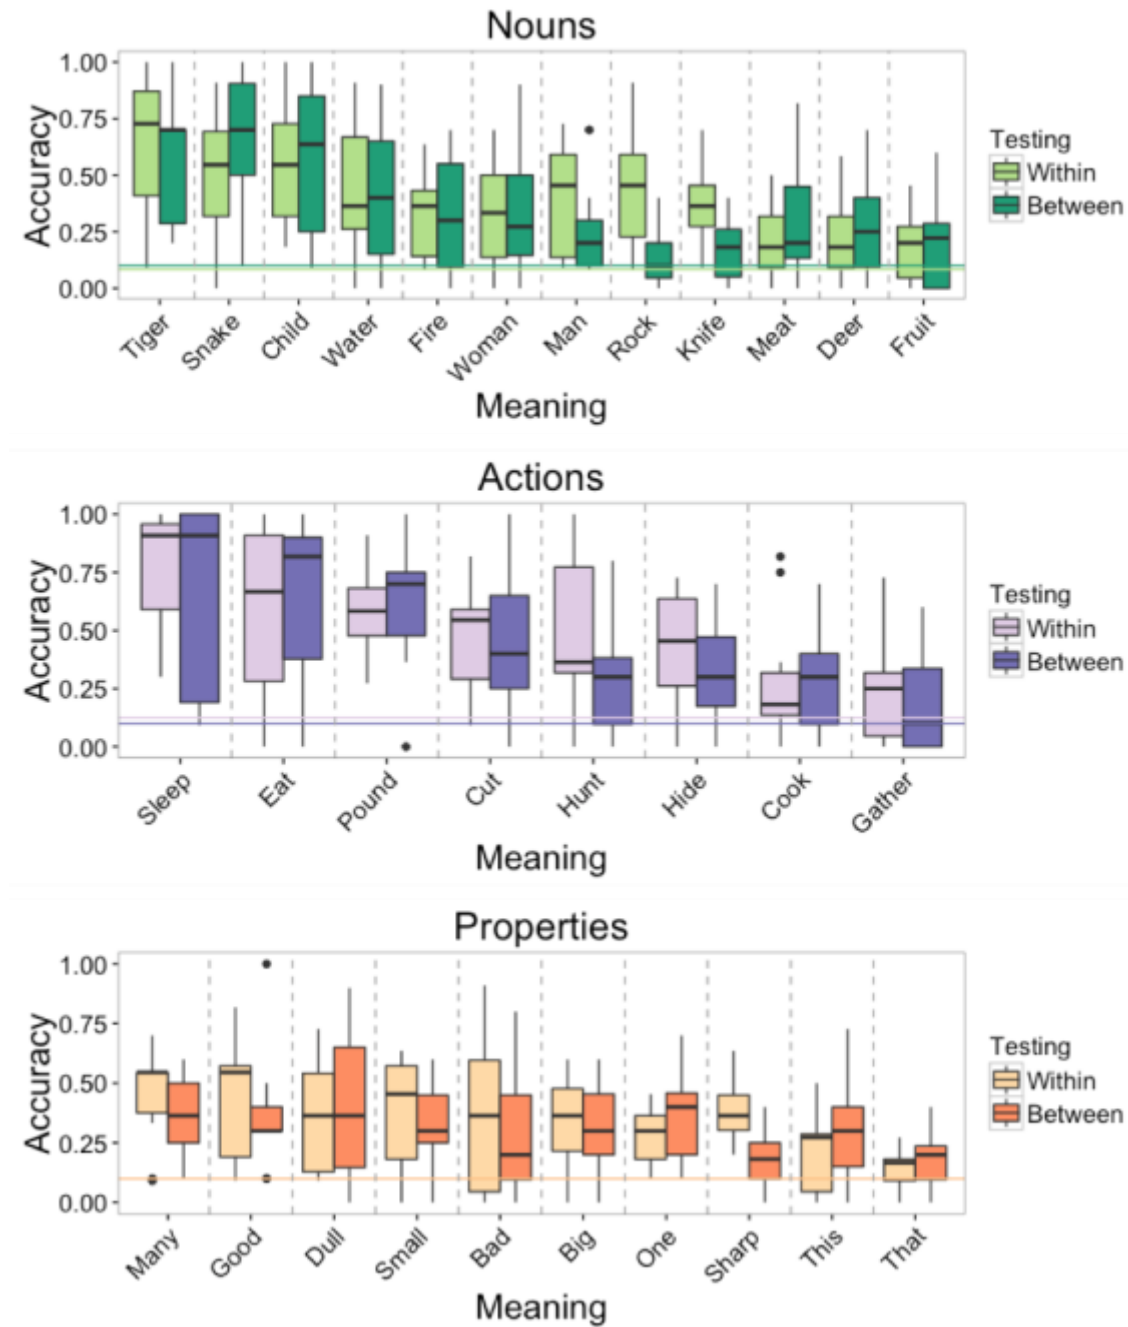 Nouns
Accuracy
1.00
0.75
0.50
0.25
0.00
Tiger Snake Child Water Fire Woman Man Rock Knife Meat Deer Fruit
Meaning
Testing
Within
Between
Actions
Accuracy
1.00
0.75
0.50
0.25
0.00
Sleep Eat Pound Cut Hunt Hide Cook Gather
Meaning
Testing
Within
Between
Properties
Accuracy
1.00
0.75
0.50
0.25
0.00
Many Good Dull Small Bad Big One Sharp This That
Meaning
Testing
Within
Between